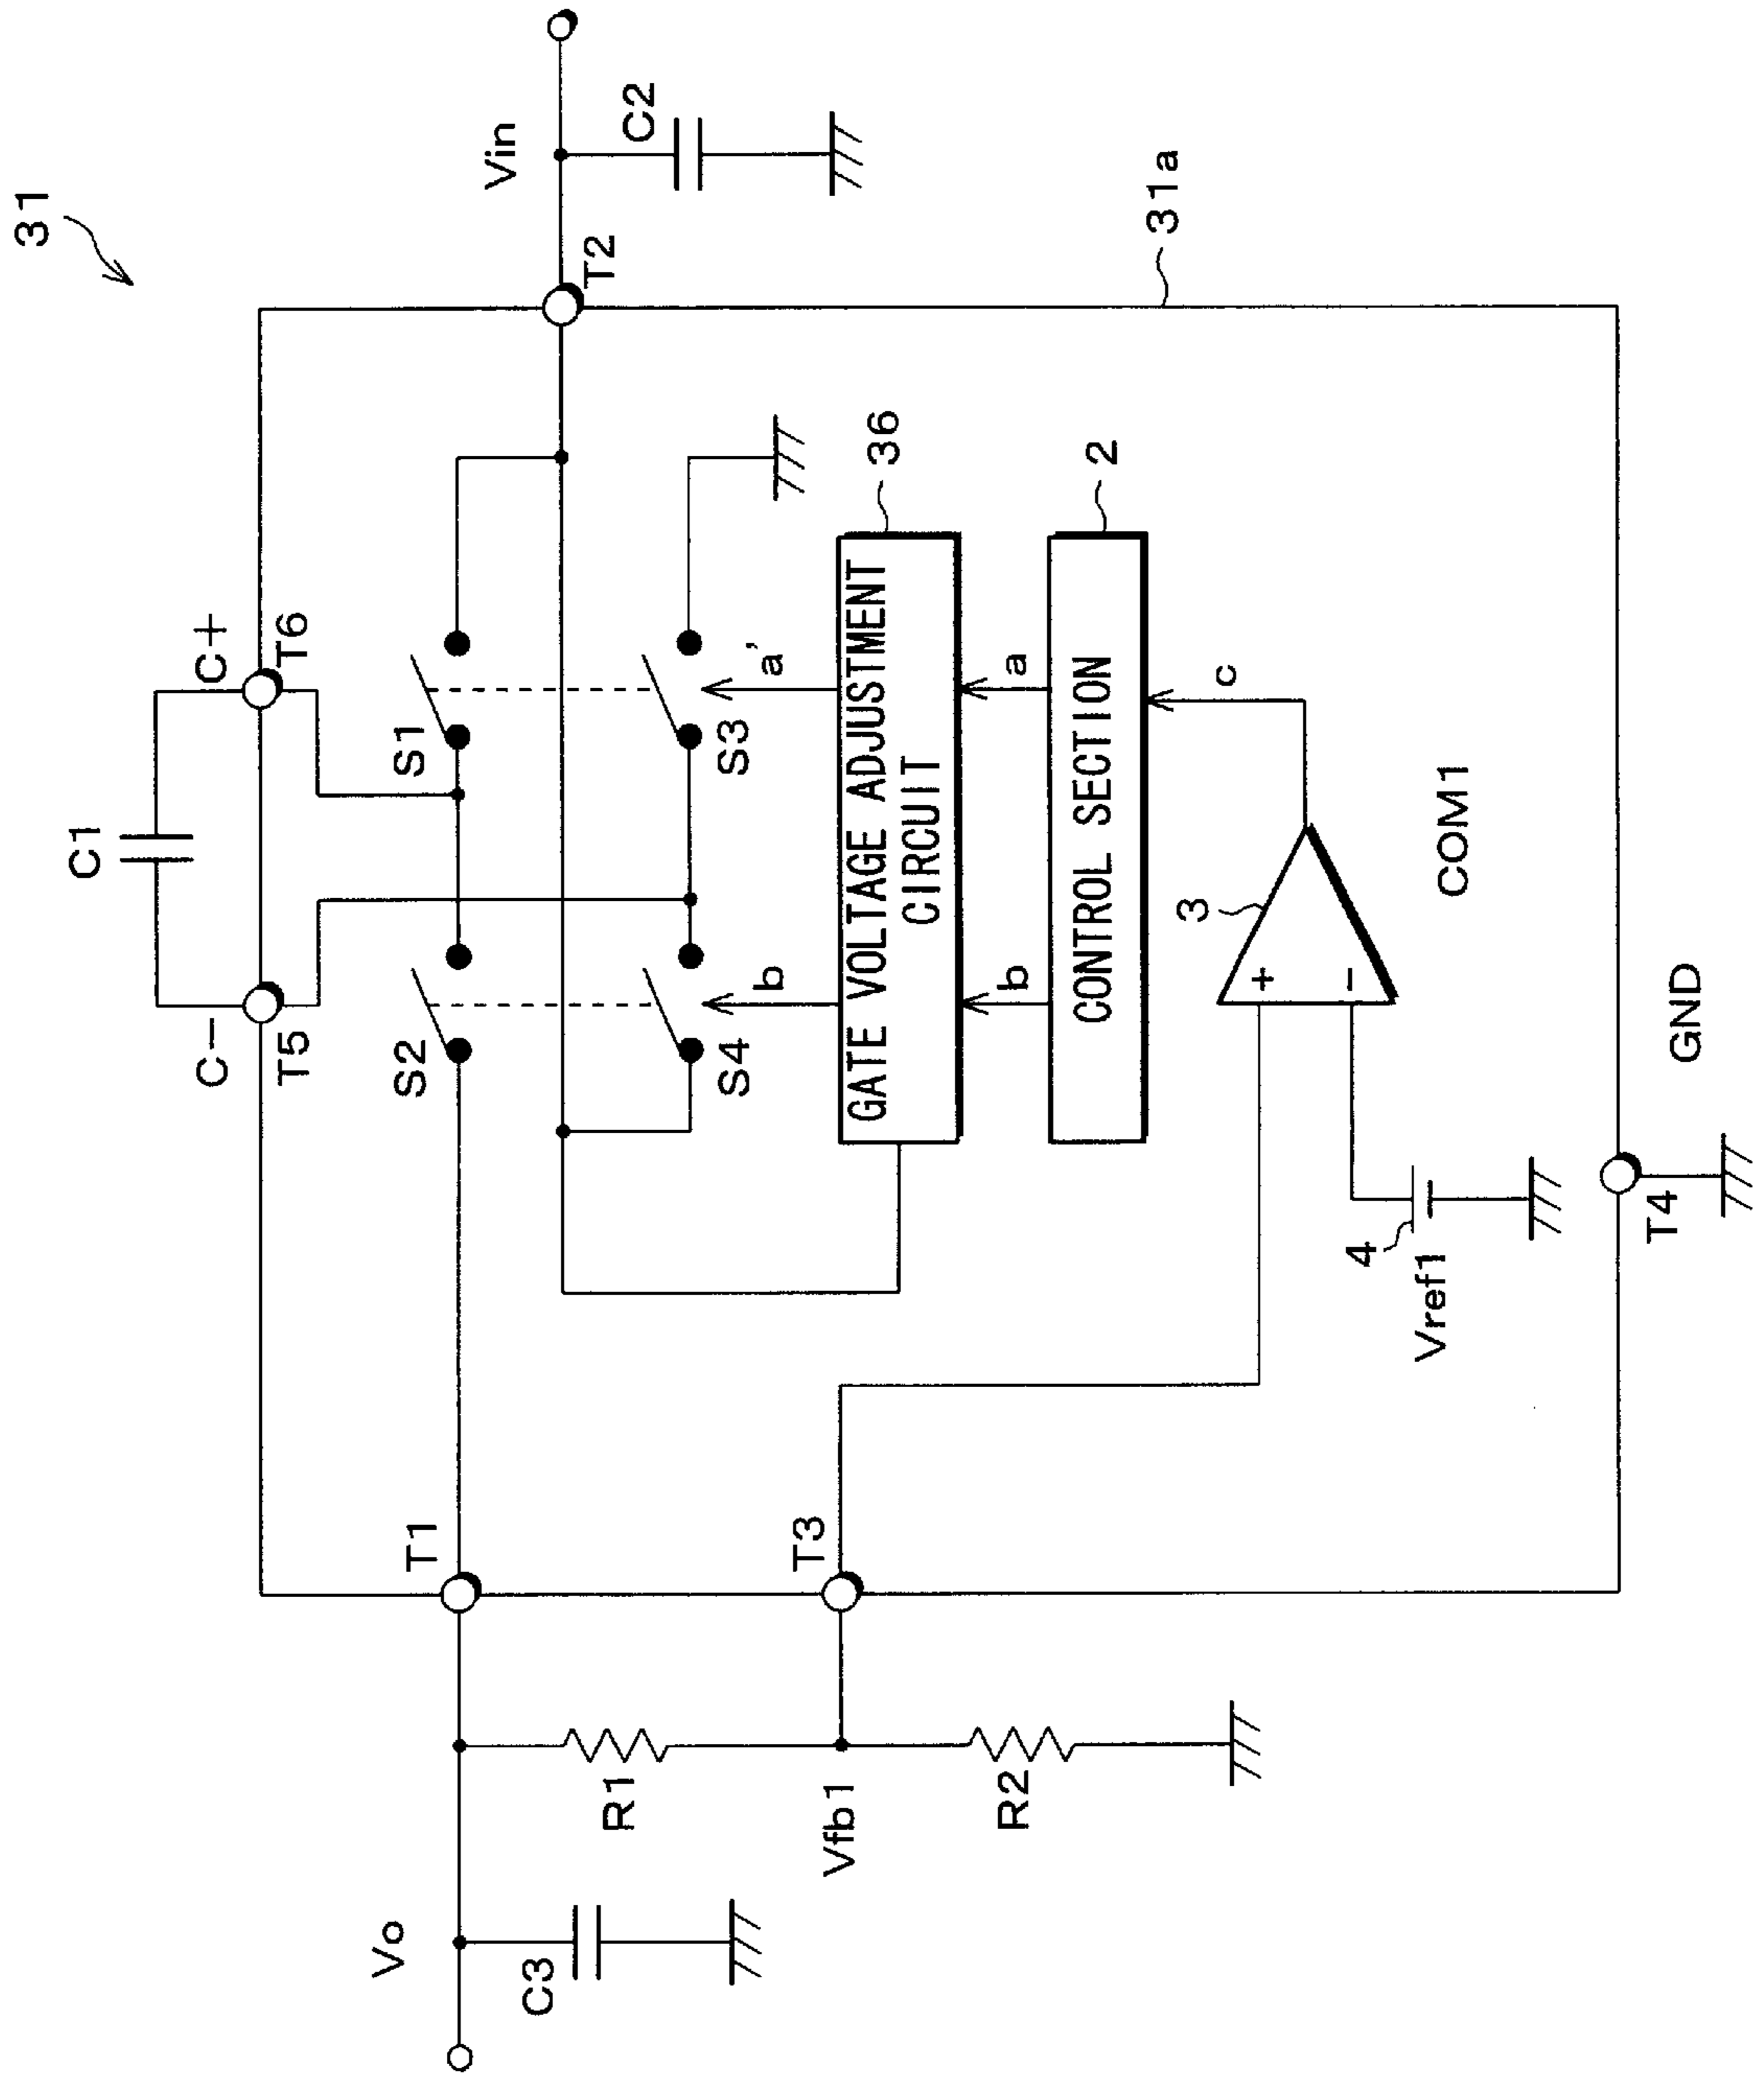 31
C1
C-
C+
T5
T6
Vo
T1
S2
S1
Vin
T2
C3
C2
S4
S3
b
a'
R1
T3
GATE VOLTAGE ADJUSTMENT
CIRCUIT
36
Vfb1
b
a
R2
CONTROL SECTION
2
c
3
31a
+
-
4
Vref1
COM1
T4
GND